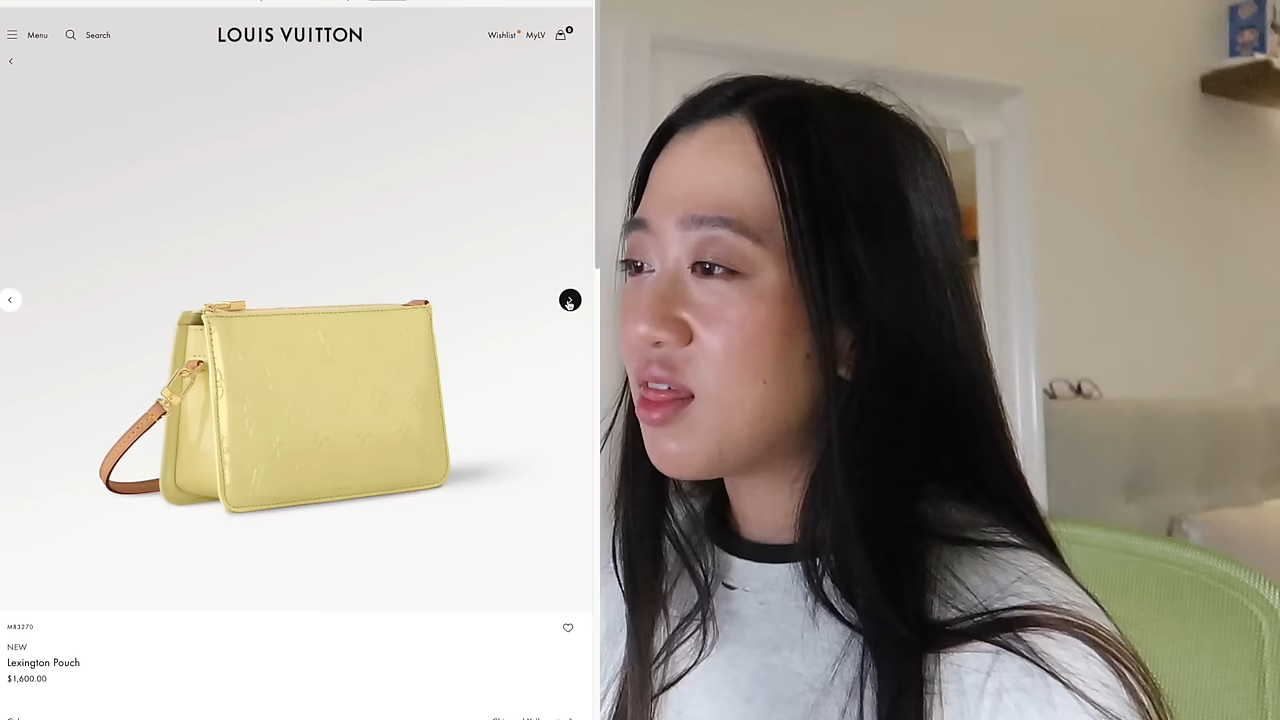 Menu Search LOUIS VUITTON Wishlist MyLV 0
M83270
NEW
Lexington Pouch
$1,600.00